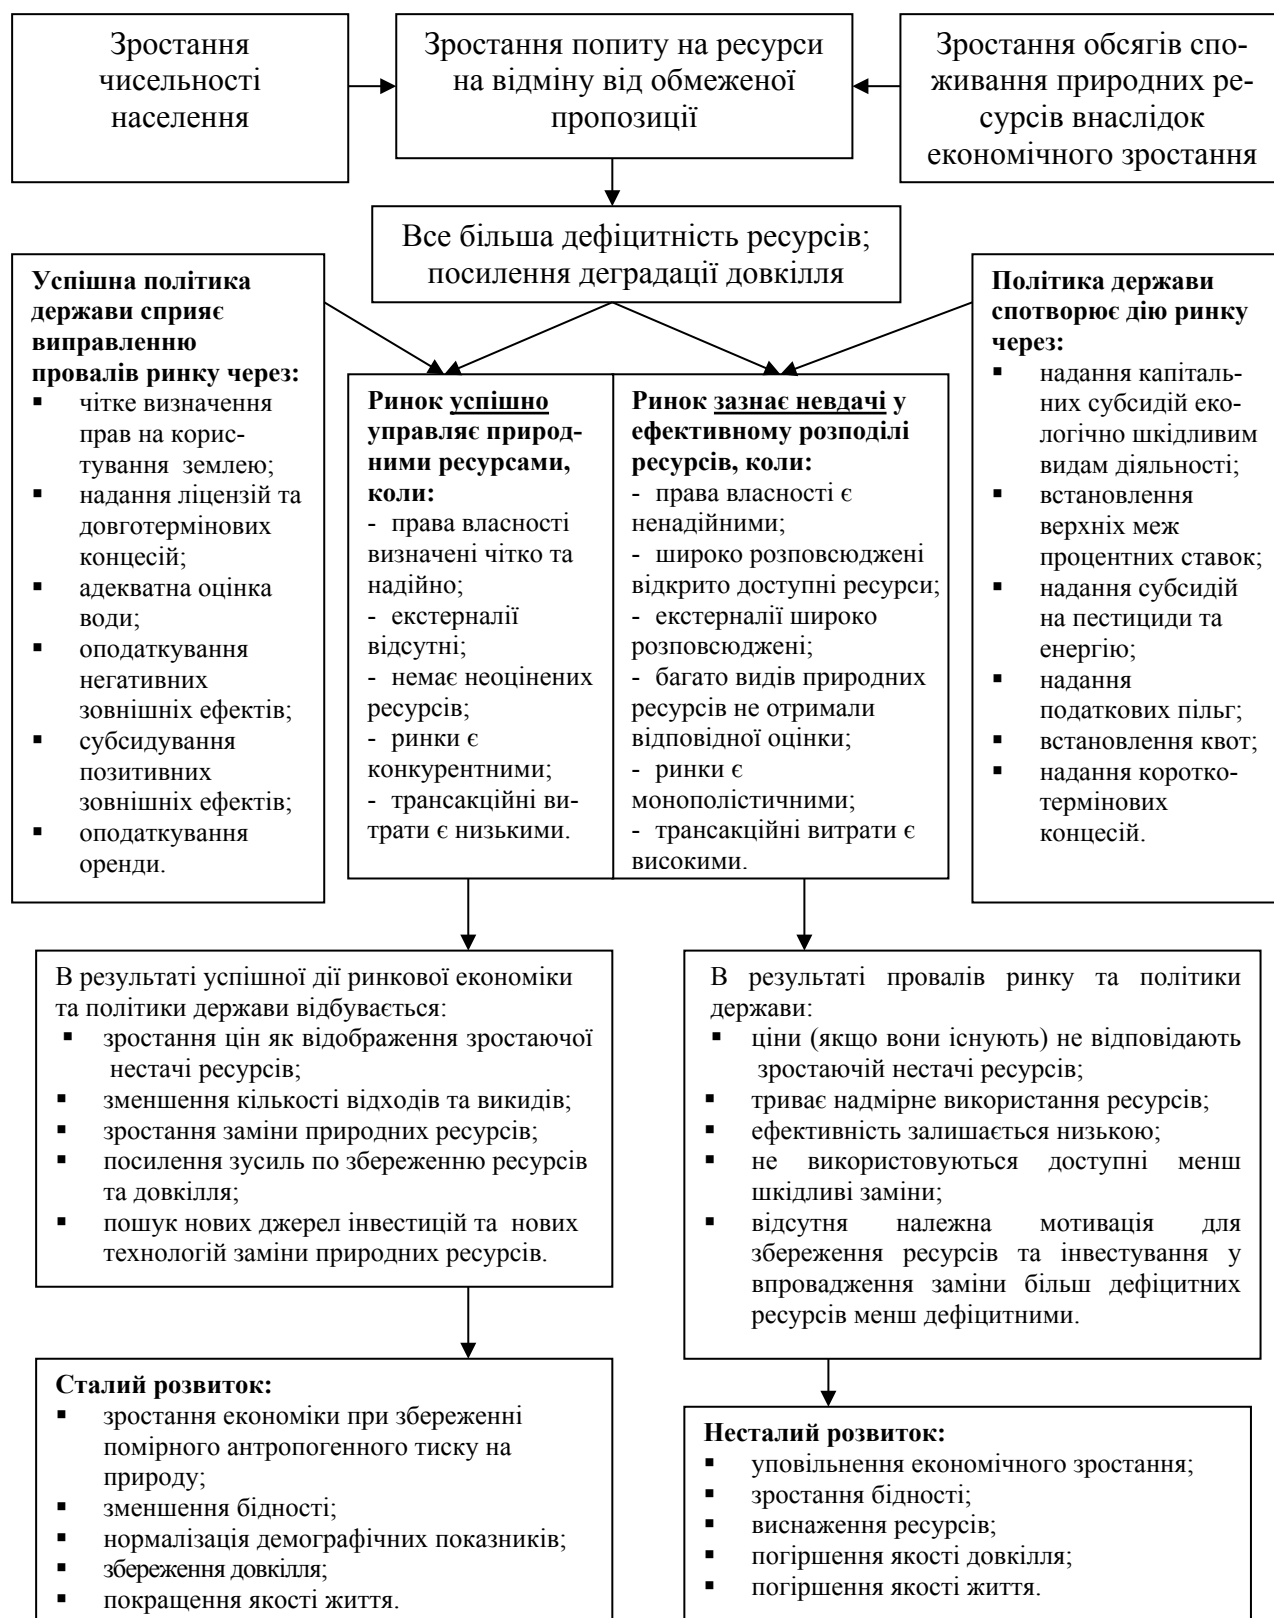 Зростання
чисельності
населення
Зростання попиту на ресурси
на відміну від обмеженої
пропозиції
Зростання обсягів спо-
живання природних ре-
сурсів внаслідок
економічного зростання
Все більша дефіцитність ресурсів;
посилення деградації довкілля
Успішна політика
держави сприяє
виправленню
провалів ринку через:
▪ чітке визначення
прав на корис-
тування землею;
▪ надання ліцензій та
довготермінових
концесій;
▪ адекватна оцінка
води;
▪ оподаткування
негативних
зовнішніх ефектів;
▪ субсидування
позитивних
зовнішніх ефектів;
▪ оподаткування
оренди.
Ринок успішно
управляє природ-
ними ресурсами,
коли:
- права власності
визначені чітко та
надійно;
- екстерналії
відсутні;
- немає неоцінених
ресурсів;
- ринки є
конкурентними;
- трансакційні ви-
трати є низькими.
Ринок зазнає невдачі у
ефективному розподілі
ресурсів, коли:
- права власності є
ненадійними;
- широко розповсюджені
відкрито доступні ресурси;
- екстерналії широко
розповсюджені;
- багато видів природних
ресурсів не отримали
відповідної оцінки;
- ринки є
монополістичними;
- трансакційні витрати є
високими.
Політика держави
спотворює дію ринку
через:
▪ надання капіталь-
них субсидій еко-
логічно шкідливим
видам діяльності;
▪ встановлення
верхніх меж
процентних ставок;
▪ надання субсидій
на пестициди та
енергію;
▪ надання
податкових пільг;
▪ встановлення квот;
▪ надання коротко-
термінових
концесій.
В результаті успішної дії ринкової економіки
та політики держави відбувається:
▪ зростання цін як відображення зростаючої
нестачі ресурсів;
▪ зменшення кількості відходів та викидів;
▪ зростання заміни природних ресурсів;
▪ посилення зусиль по збереженню ресурсів
та довкілля;
▪ пошук нових джерел інвестицій та нових
технологій заміни природних ресурсів.
В результаті провалів ринку та політики
держави:
▪ ціни (якщо вони існують) не відповідають
зростаючій нестачі ресурсів;
▪ триває надмірне використання ресурсів;
▪ ефективність залишається низькою;
▪ не використовуються доступні менш
шкідливі заміни;
▪ відсутня належна мотивація для
збереження ресурсів та інвестування у
впровадження заміни більш дефіцитних
ресурсів менш дефіцитними.
Сталий розвиток:
▪ зростання економіки при збереженні
помірного антропогенного тиску на
природу;
▪ зменшення бідності;
▪ нормалізація демографічних показників;
▪ збереження довкілля;
▪ покращення якості життя.
Несталий розвиток:
▪ уповільнення економічного зростання;
▪ зростання бідності;
▪ виснаження ресурсів;
▪ погіршення якості довкілля;
▪ погіршення якості життя.